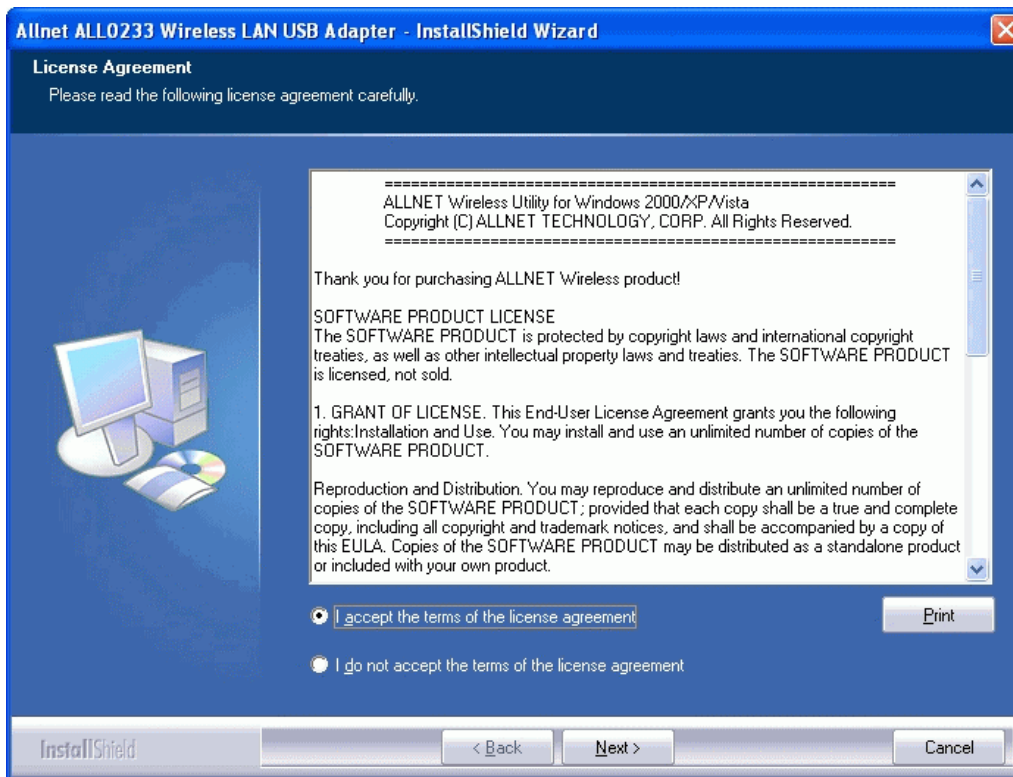 Allnet ALL0233 Wireless LAN USB Adapter - InstallShield Wizard
License Agreement
Please read the following license agreement carefully.
==========================================================
ALLNET Wireless Utility for Windows 2000/XP/Vista
Copyright (C) ALLNET TECHNOLOGY, CORP. All Rights Reserved.
==========================================================
Thank you for purchasing ALLNET Wireless product!
SOFTWARE PRODUCT LICENSE
The SOFTWARE PRODUCT is protected by copyright laws and international copyright
treaties, as well as other intellectual property laws and treaties. The SOFTWARE PRODUCT
is licensed, not sold.
1. GRANT OF LICENSE. This End-User License Agreement grants you the following
rights:Installation and Use. You may install and use an unlimited number of copies of the
SOFTWARE PRODUCT.
Reproduction and Distribution. You may reproduce and distribute an unlimited number of
copies of the SOFTWARE PRODUCT; provided that each copy shall be a true and complete
copy, including all copyright and trademark notices, and shall be accompanied by a copy of
this EULA. Copies of the SOFTWARE PRODUCT may be distributed as a standalone product
or included with your own product.
I accept the terms of the license agreement
Print
I do not accept the terms of the license agreement
InstallShield
< Back
Next >
Cancel